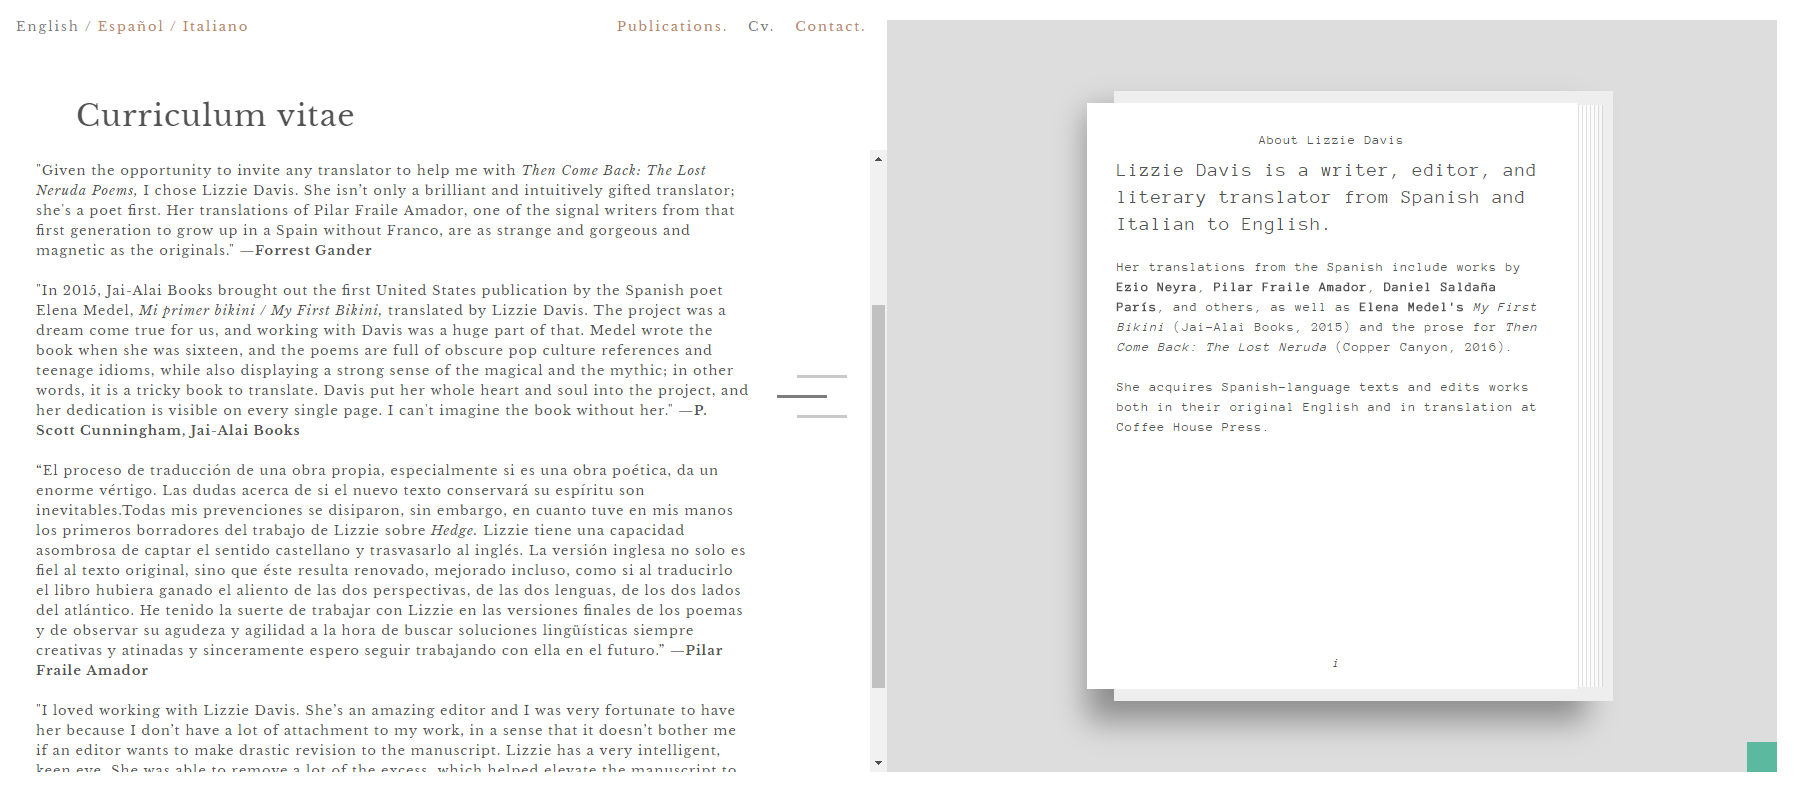 English / Español / Italiano
Publications. Cv. Contact.
Curriculum vitae
"Given the opportunity to invite any translator to help me with Then Come Back: The Lost
Neruda Poems, I chose Lizzie Davis. She isn't only a brilliant and intuitively gifted translator;
she's a poet first. Her translations of Pilar Fraile Amador, one of the signal writers from that
first generation to grow up in a Spain without Franco, are as strange and gorgeous and
magnetic as the originals." —Forrest Gander
"In 2015, Jai-Alai Books brought out the first United States publication by the Spanish poet
Elena Medel, Mi primer bikini / My First Bikini, translated by Lizzie Davis. The project was a
dream come true for us, and working with Davis was a huge part of that. Medel wrote the
book when she was sixteen, and the poems are full of obscure pop culture references and
teenage idioms, while also displaying a strong sense of the magical and the mythic; in other
words, it is a tricky book to translate. Davis put her whole heart and soul into the project, and
her dedication is visible on every single page. I can't imagine the book without her." —P.
Scott Cunningham, Jai-Alai Books
“El proceso de traducción de una obra propia, especialmente si es una obra poética, da un
enorme vértigo. Las dudas acerca de si el nuevo texto conservará su espíritu son
inevitables.Todas mis prevenciones se disiparon, sin embargo, en cuanto tuve en mis manos
los primeros borradores del trabajo de Lizzie sobre Hedge. Lizzie tiene una capacidad
asombrosa de captar el sentido castellano y trasvasarlo al inglés. La versión inglesa no solo es
fiel al texto original, sino que éste resulta renovado, mejorado incluso, como si al traducirlo
el libro hubiera ganado el aliento de las dos perspectivas, de las dos lenguas, de los dos lados
del atlántico. He tenido la suerte de trabajar con Lizzie en las versiones finales de los poemas
y de observar su agudeza y agilidad a la hora de buscar soluciones lingüísticas siempre
creativas y atinadas y sinceramente espero seguir trabajando con ella en el futuro.” —Pilar
Fraile Amador
"I loved working with Lizzie Davis. She’s an amazing editor and I was very fortunate to have
her because I don’t have a lot of attachment to my work, in a sense that it doesn’t bother me
if an editor wants to make drastic revision to the manuscript. Lizzie has a very intelligent,
keen eye. She was able to remove a lot of the excess, which helped elevate the manuscript to
About Lizzie Davis
Lizzie Davis is a writer, editor, and
literary translator from Spanish and
Italian to English.
Her translations from the Spanish include works by
Ezio Neyra, Pilar Fraile Amador, Daniel Saldaña
París, and others, as well as Elena Medel's My First
Bikini (Jai-Alai Books, 2015) and the prose for Then
Come Back: The Lost Neruda (Copper Canyon, 2016).
She acquires Spanish-language texts and edits works
both in their original English and in translation at
Coffee House Press.
i